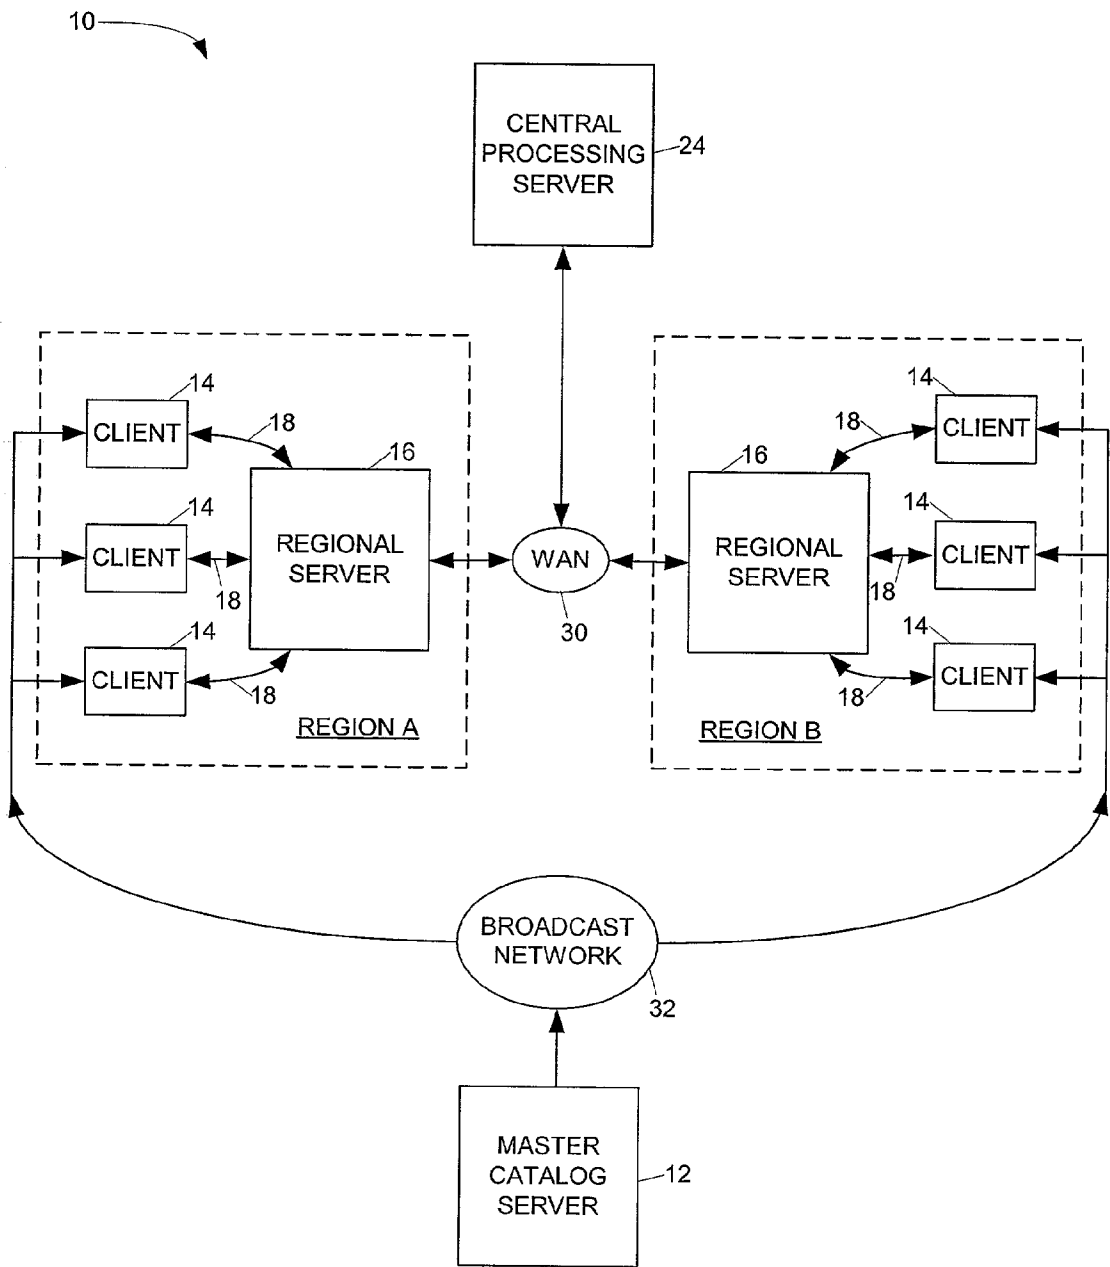 10
CENTRAL
PROCESSING
SERVER
24
14
CLIENT
18
16
14
CLIENT
18
REGIONAL
SERVER
14
CLIENT
18
REGION A
WAN
30
14
CLIENT
18
16
14
CLIENT
18
REGIONAL
SERVER
14
CLIENT
18
REGION B
BROADCAST
NETWORK
32
MASTER
CATALOG
SERVER
12